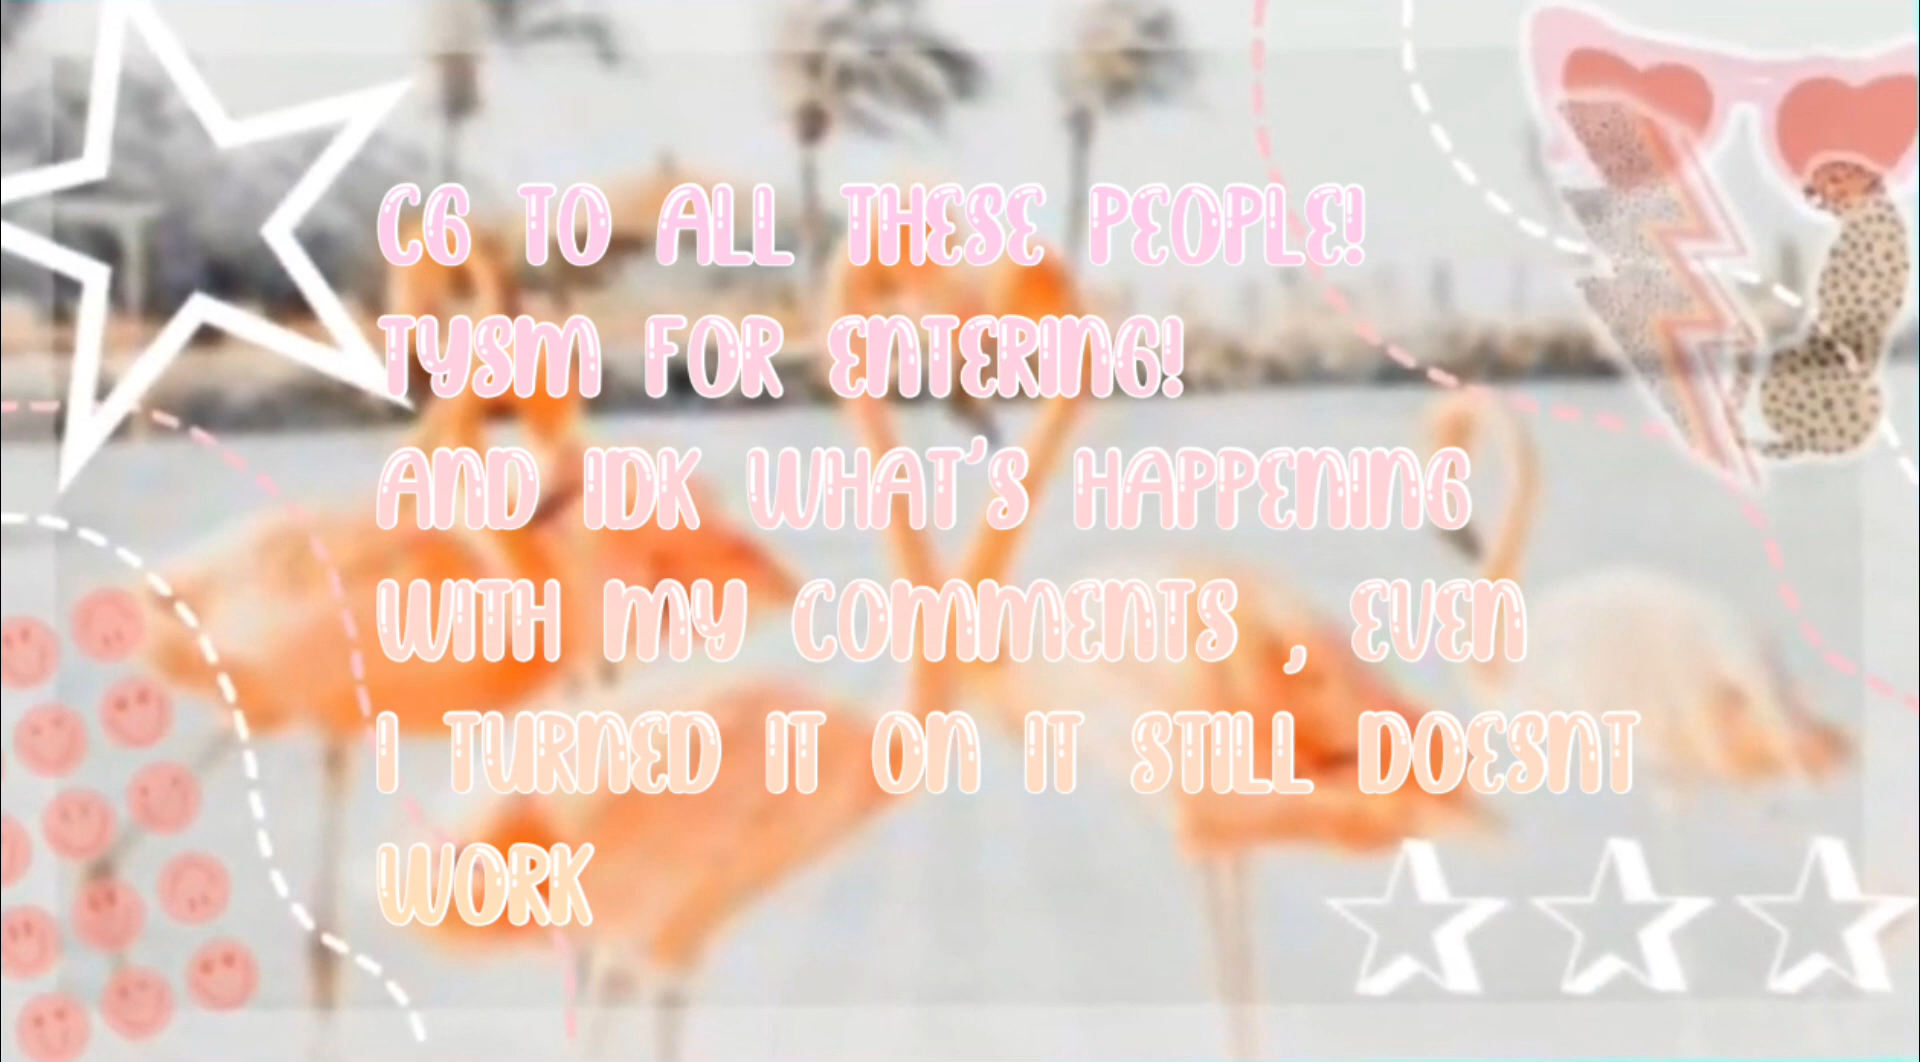 C6 TO ALL THESE PEOPLE!
TYSM FOR ENTERING!
AND IDK WHAT'S HAPPENING
WITH MY COMMENTS , EVEN
I TURNED IT ON IT STILL DOESNT
WORK